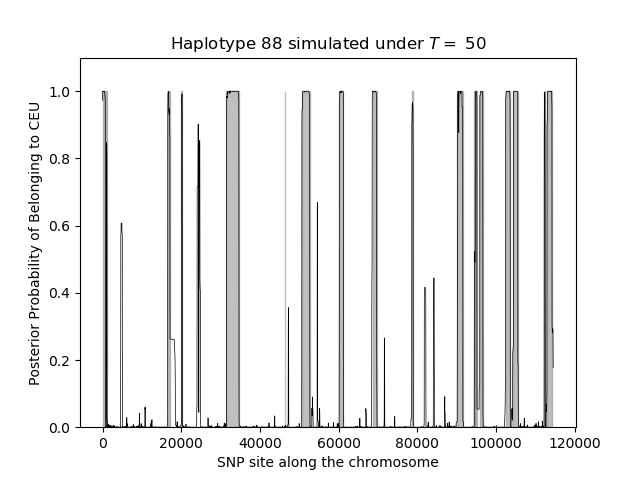 Haplotype 88 simulated under T = 50
Posterior Probability of Belonging to CEU
1.0
0.8
0.6
0.4
0.2
0.0
0 20000 40000 60000 80000 100000 120000
SNP site along the chromosome